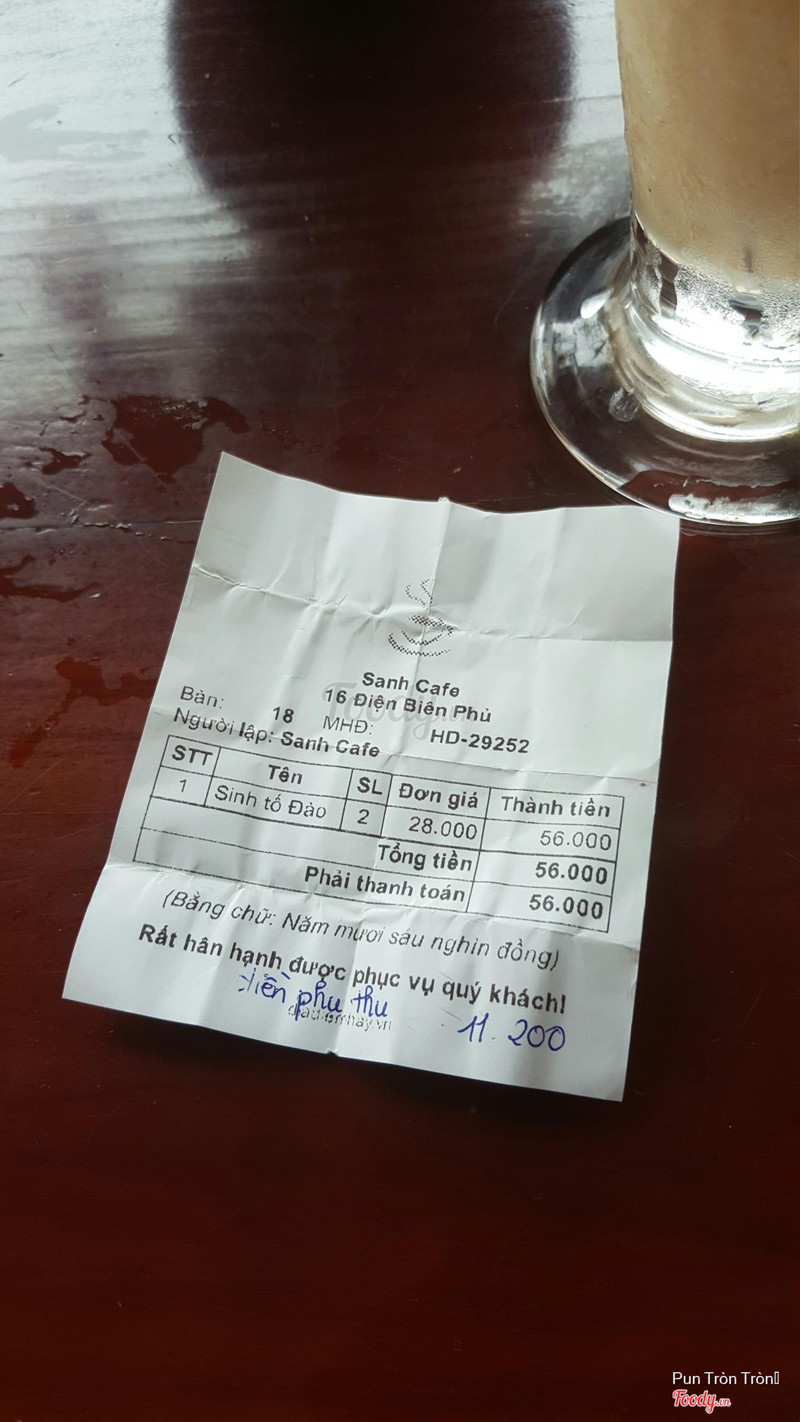 Sanh Cafe
16 Điện Biên Phủ
Bàn: 18 MHĐ: HD-29252
Người lập: Sanh Cafe
STT Tên SL Đơn giá Thành tiền
1 Sinh tố Đào 2 28.000 56.000
Tổng tiền 56.000
Phải thanh toán 56.000
(Bằng chữ: Năm mươi sáu nghìn đồng)
Rất hân hạnh được phục vụ quý khách!
tiền phụ thu 11.200
Foody
Pun Tròn Tròn
Foody.vn